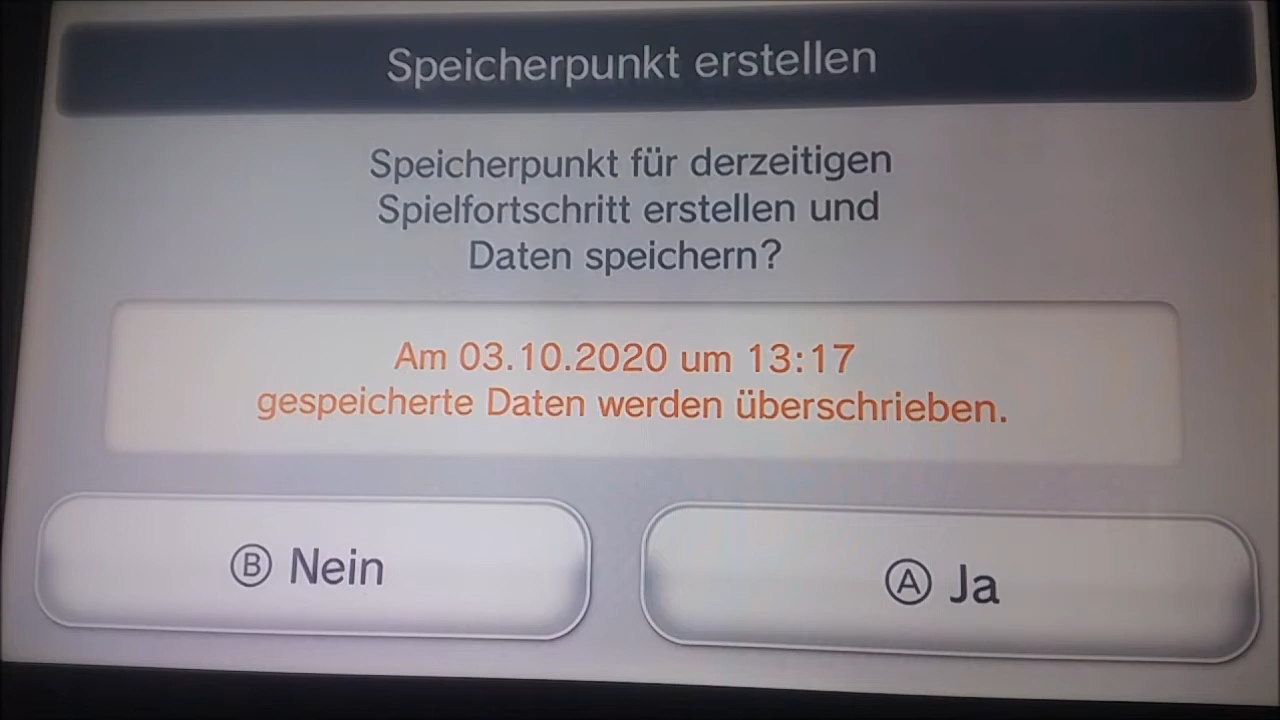 Speicherpunkt erstellen
Speicherpunkt für derzeitigen
Spielfortschritt erstellen und
Daten speichern?
Am 03.10.2020 um 13:17
gespeicherte Daten werden überschrieben.
Ⓑ Nein
Ⓐ Ja